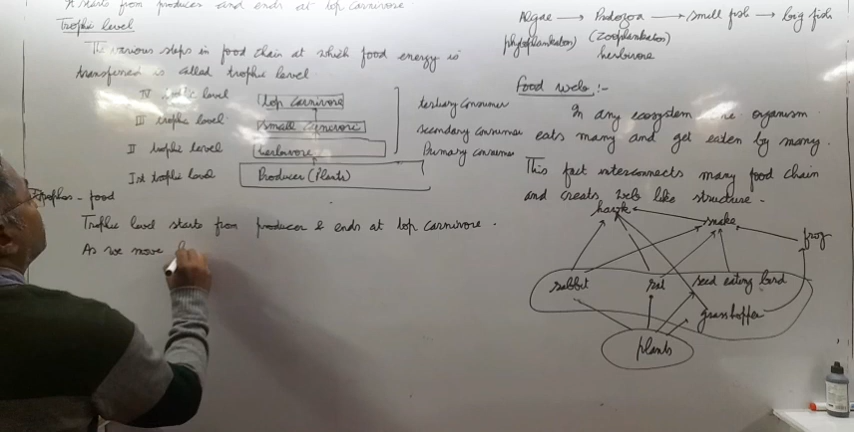 It starts from producer and ends at top carnivore
Trophic level
The various steps in food chain at which food energy is
transferred is called trophic level
IV trophic level top carnivore
III trophic level small carnivore tertiary consumer
II trophic level herbivore secondary consumer
Ist trophic level Producer (Plants) Primary consumer
Trophos - food
Trophic level starts from producer & ends at top carnivore.
As we move
Algae → Protozoa → small fish → big fish
(phytoplankton) (zooplankton)
herbivore
Food web :-
In any ecosystem one organism
eats many and get eaten by many.
This fact interconnects many food chain
and creats web like structure.
hawk
snake
frog
rabbit rat seed eating bird
grasshopper
plants